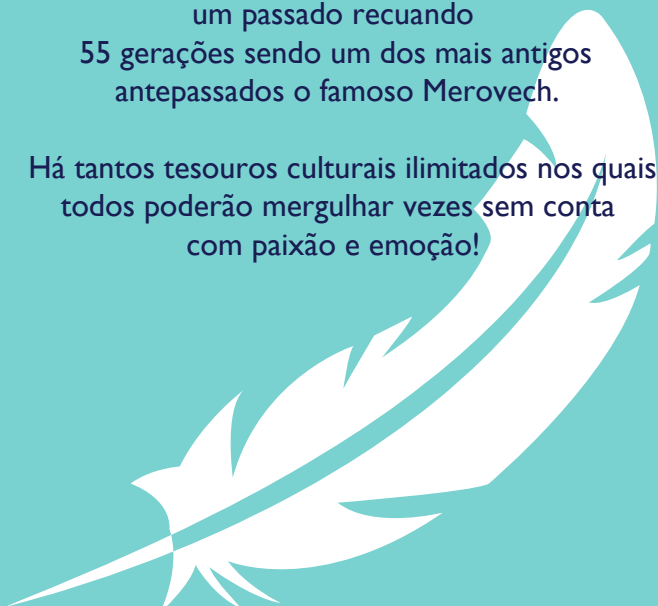 um passado recuando
55 gerações sendo um dos mais antigos
antepassados o famoso Merovech.
Há tantos tesouros culturais ilimitados nos quais
todos poderão mergulhar vezes sem conta
com paixão e emoção!